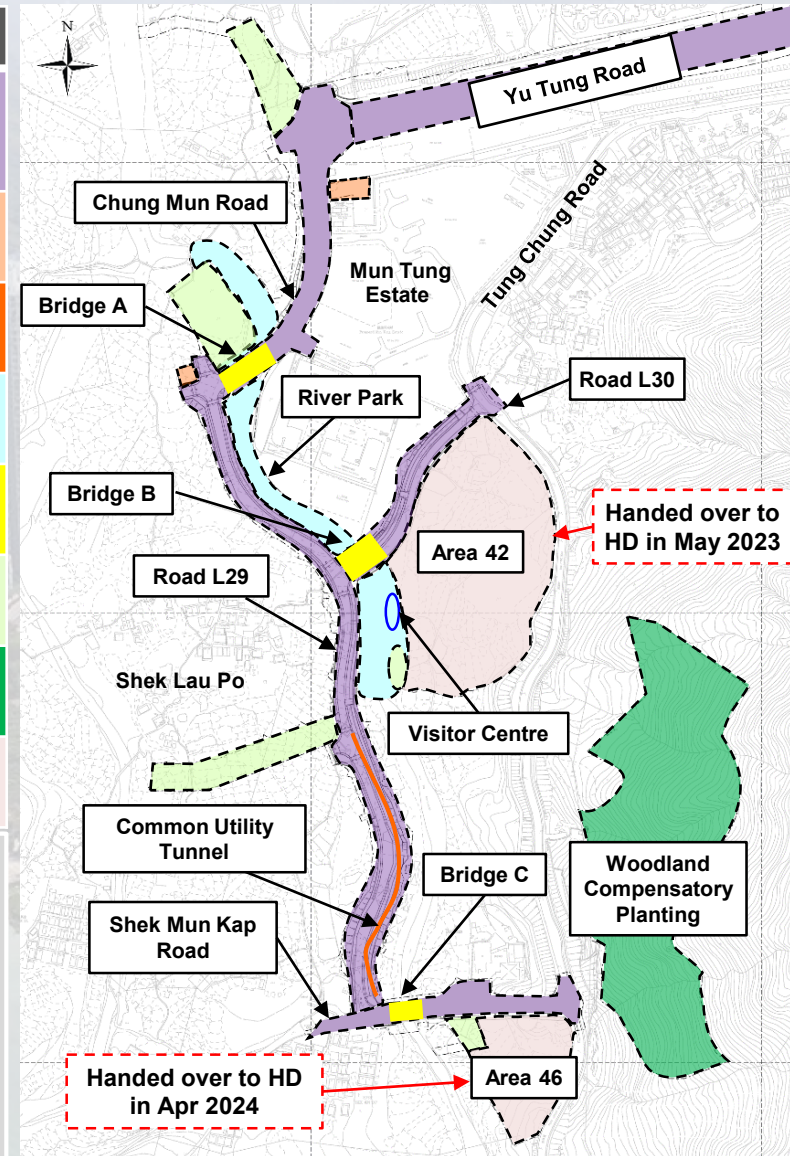 N
Yu Tung Road
Chung Mun Road
Tung Chung Road
Mun Tung
Estate
Bridge A
Road L30
River Park
Bridge B
Handed over to
HD in May 2023
Area 42
Road L29
Shek Lau Po
Visitor Centre
Common Utility
Tunnel
Bridge C
Woodland
Compensatory
Planting
Shek Mun Kap
Road
Handed over to HD
in Apr 2024
Area 46